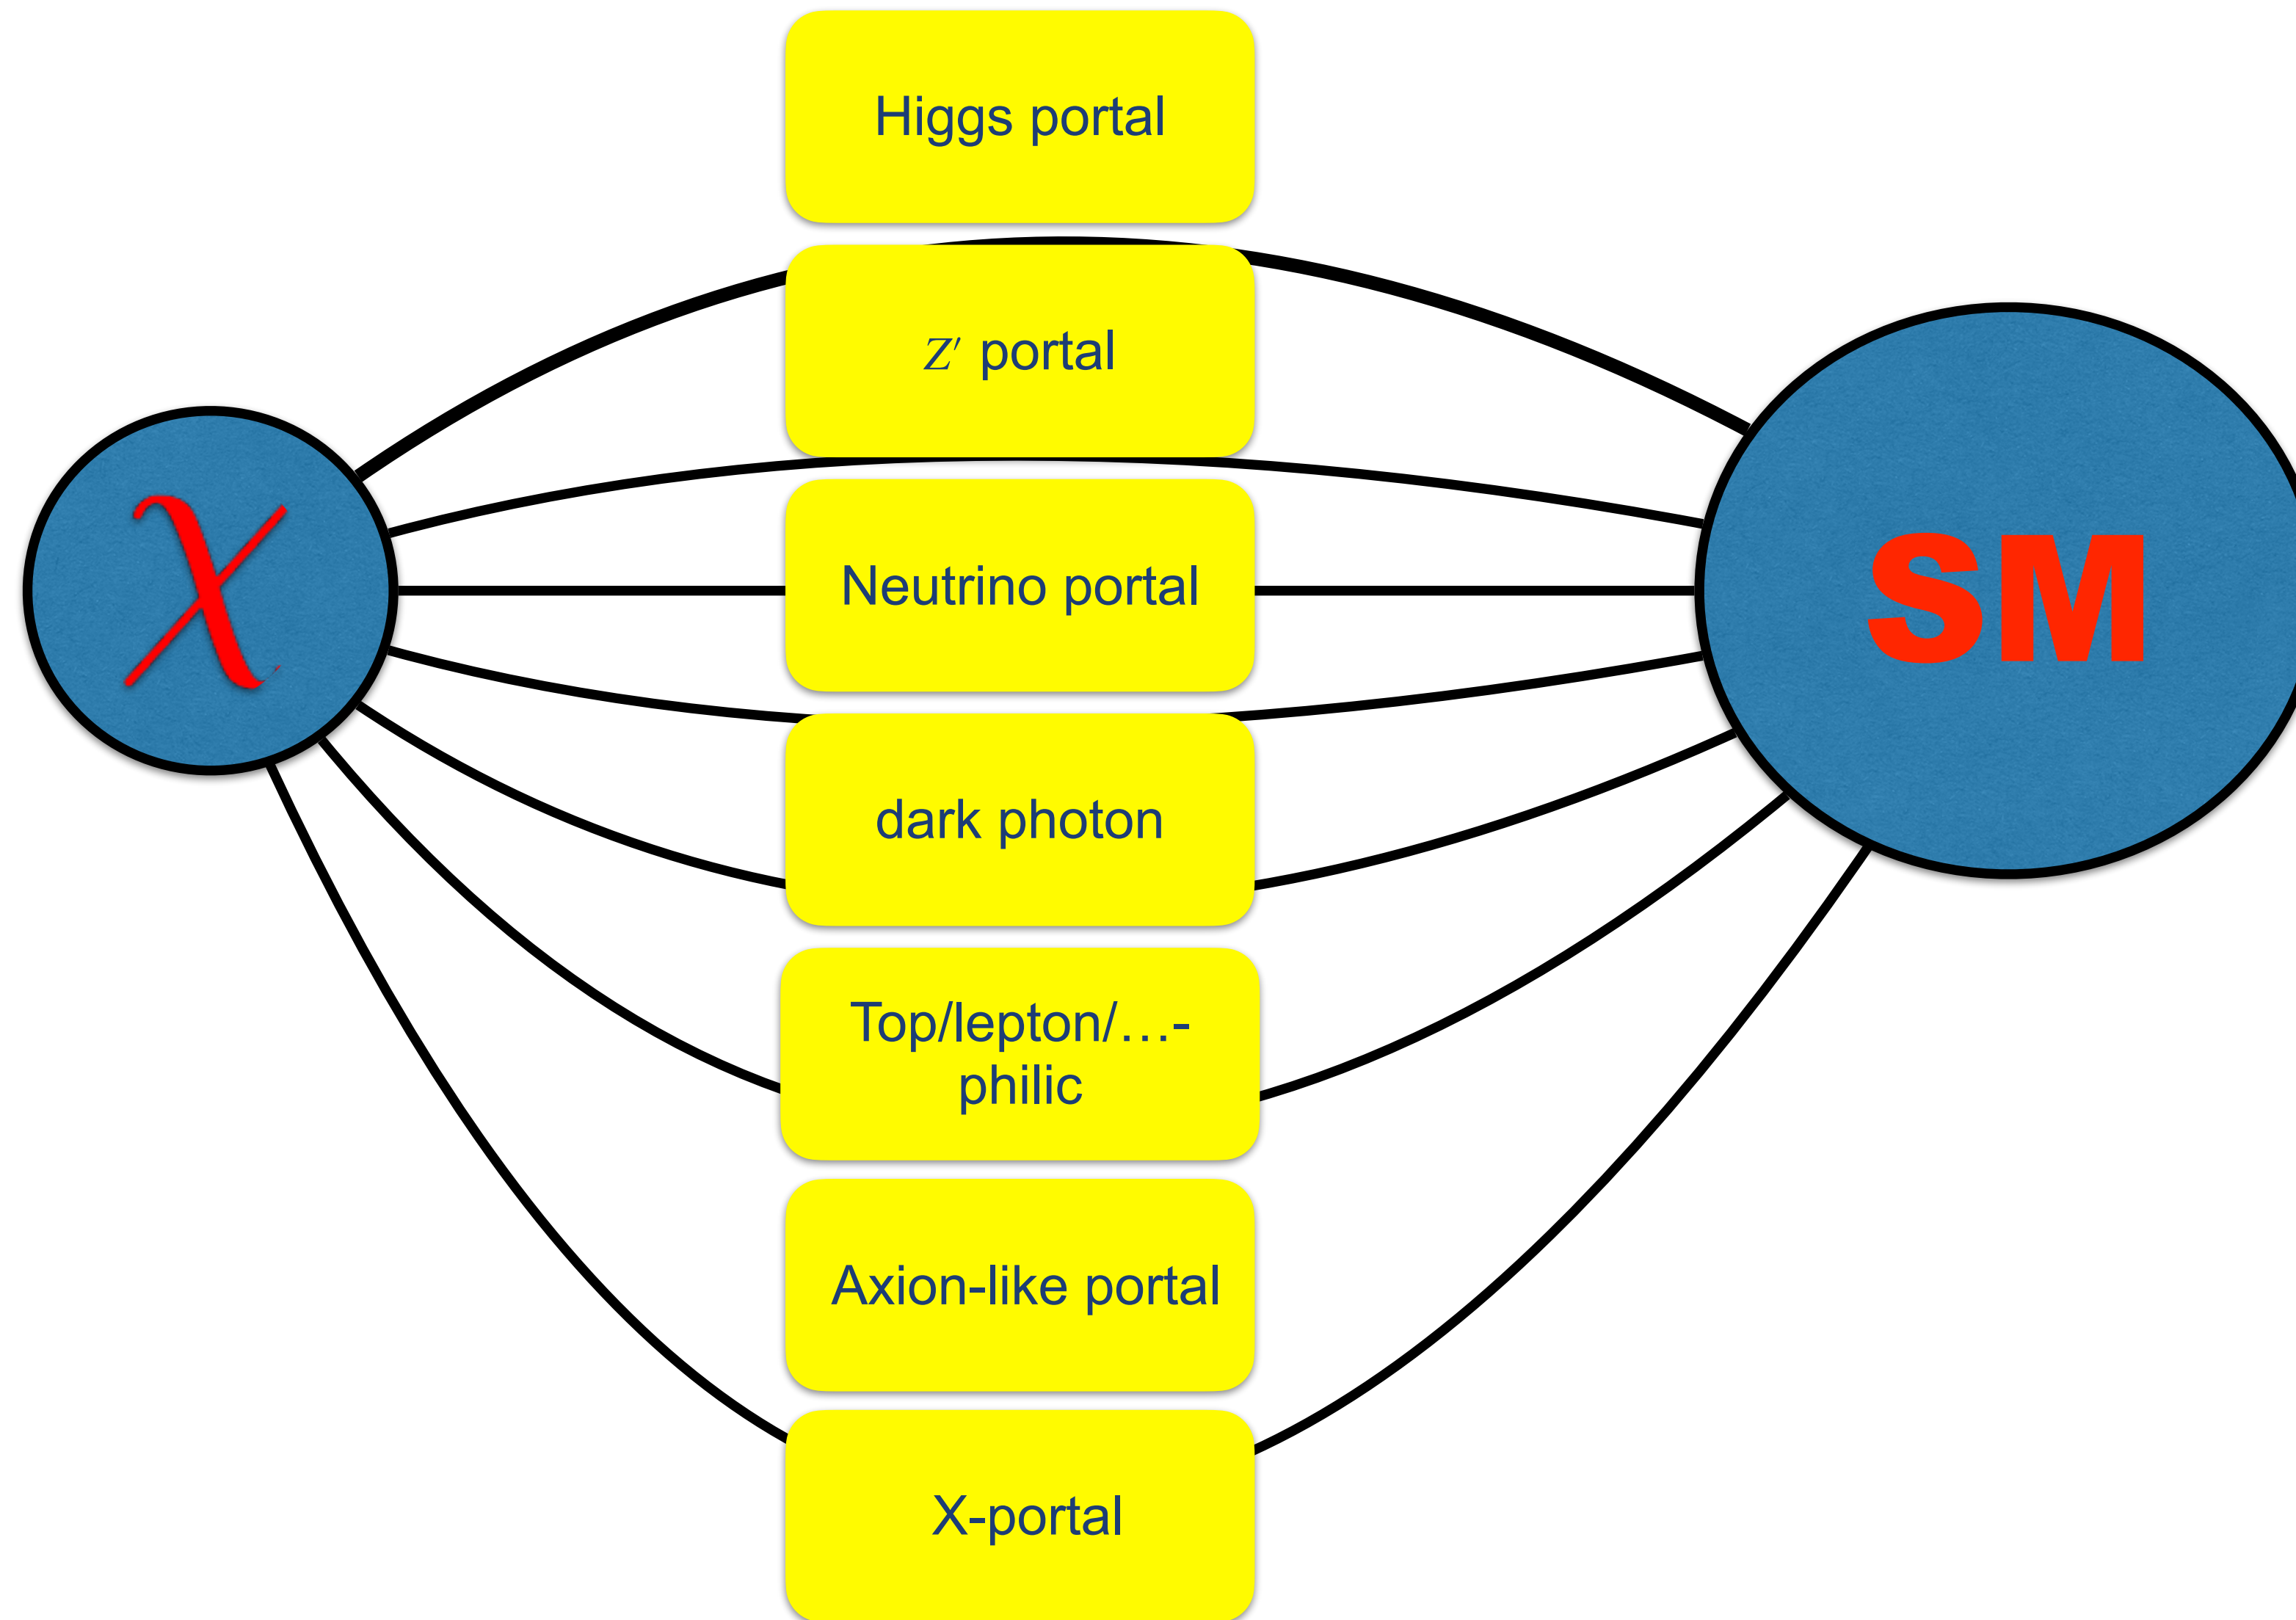 Higgs portal
Z′ portal
χ
Neutrino portal
SM
dark photon
Top/lepton/…-
philic
Axion-like portal
X-portal